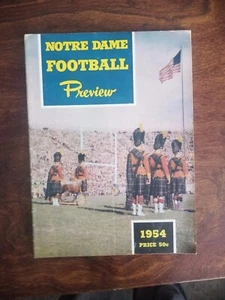 NOTRE DAME
FOOTBALL
Preview
1954
PRICE 50c